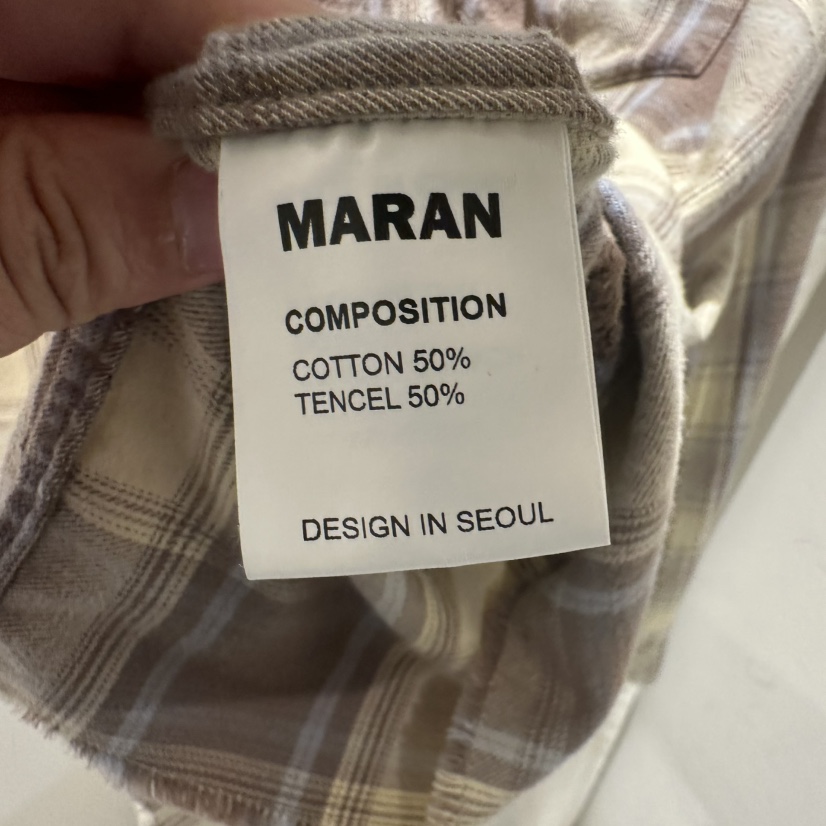 MARAN
COMPOSITION
COTTON 50%
TENCEL 50%
DESIGN IN SEOUL